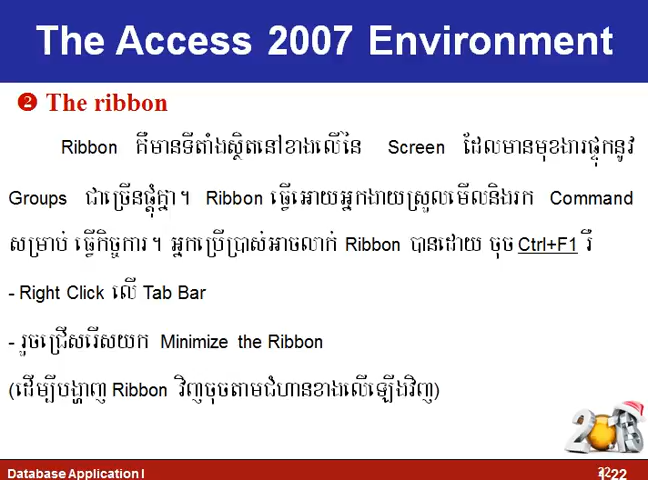 The Access 2007 Environment
❷ The ribbon
Ribbon គឺមានទីតាំងស្ថិតនៅខាងលើនៃ Screen ដែលមានមុខងារផ្ទុកនូវ
Groups ជាច្រើនផ្តុំគ្នា។ Ribbon ធ្វើអោយអ្នកងាយស្រួលមើលនិងរក Command
សម្រាប់ ធ្វើកិច្ចការ។ អ្នកប្រើប្រាស់អាចលាក់ Ribbon បានដោយ ចុច Ctrl+F1 រឺ
- Right Click លើ Tab Bar
- រួចជ្រើសរើសយក Minimize the Ribbon
(ដើម្បីបង្ហាញ Ribbon វិញចុចតាមជំហានខាងលើឡើងវិញ)
Database Application I